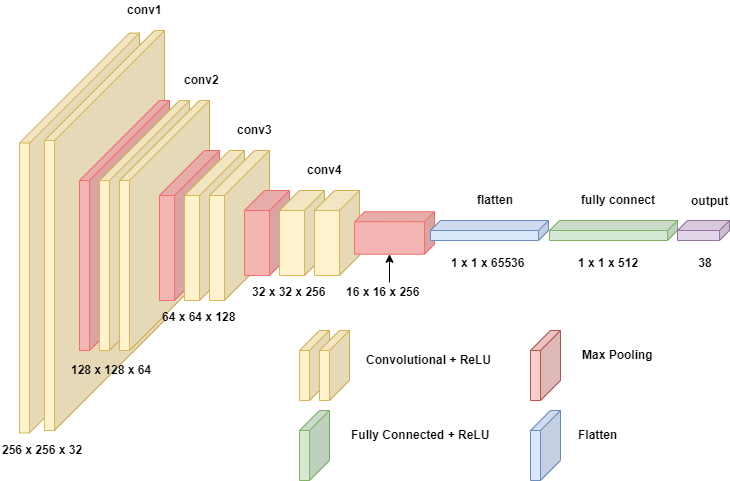 conv1
conv2
conv3
conv4
flatten
fully connect
output
1 x 1 x 65536
1 x 1 x 512
38
32 x 32 x 256
16 x 16 x 256
64 x 64 x 128
128 x 128 x 64
256 x 256 x 32
Convolutional + ReLU
Max Pooling
Fully Connected + ReLU
Flatten